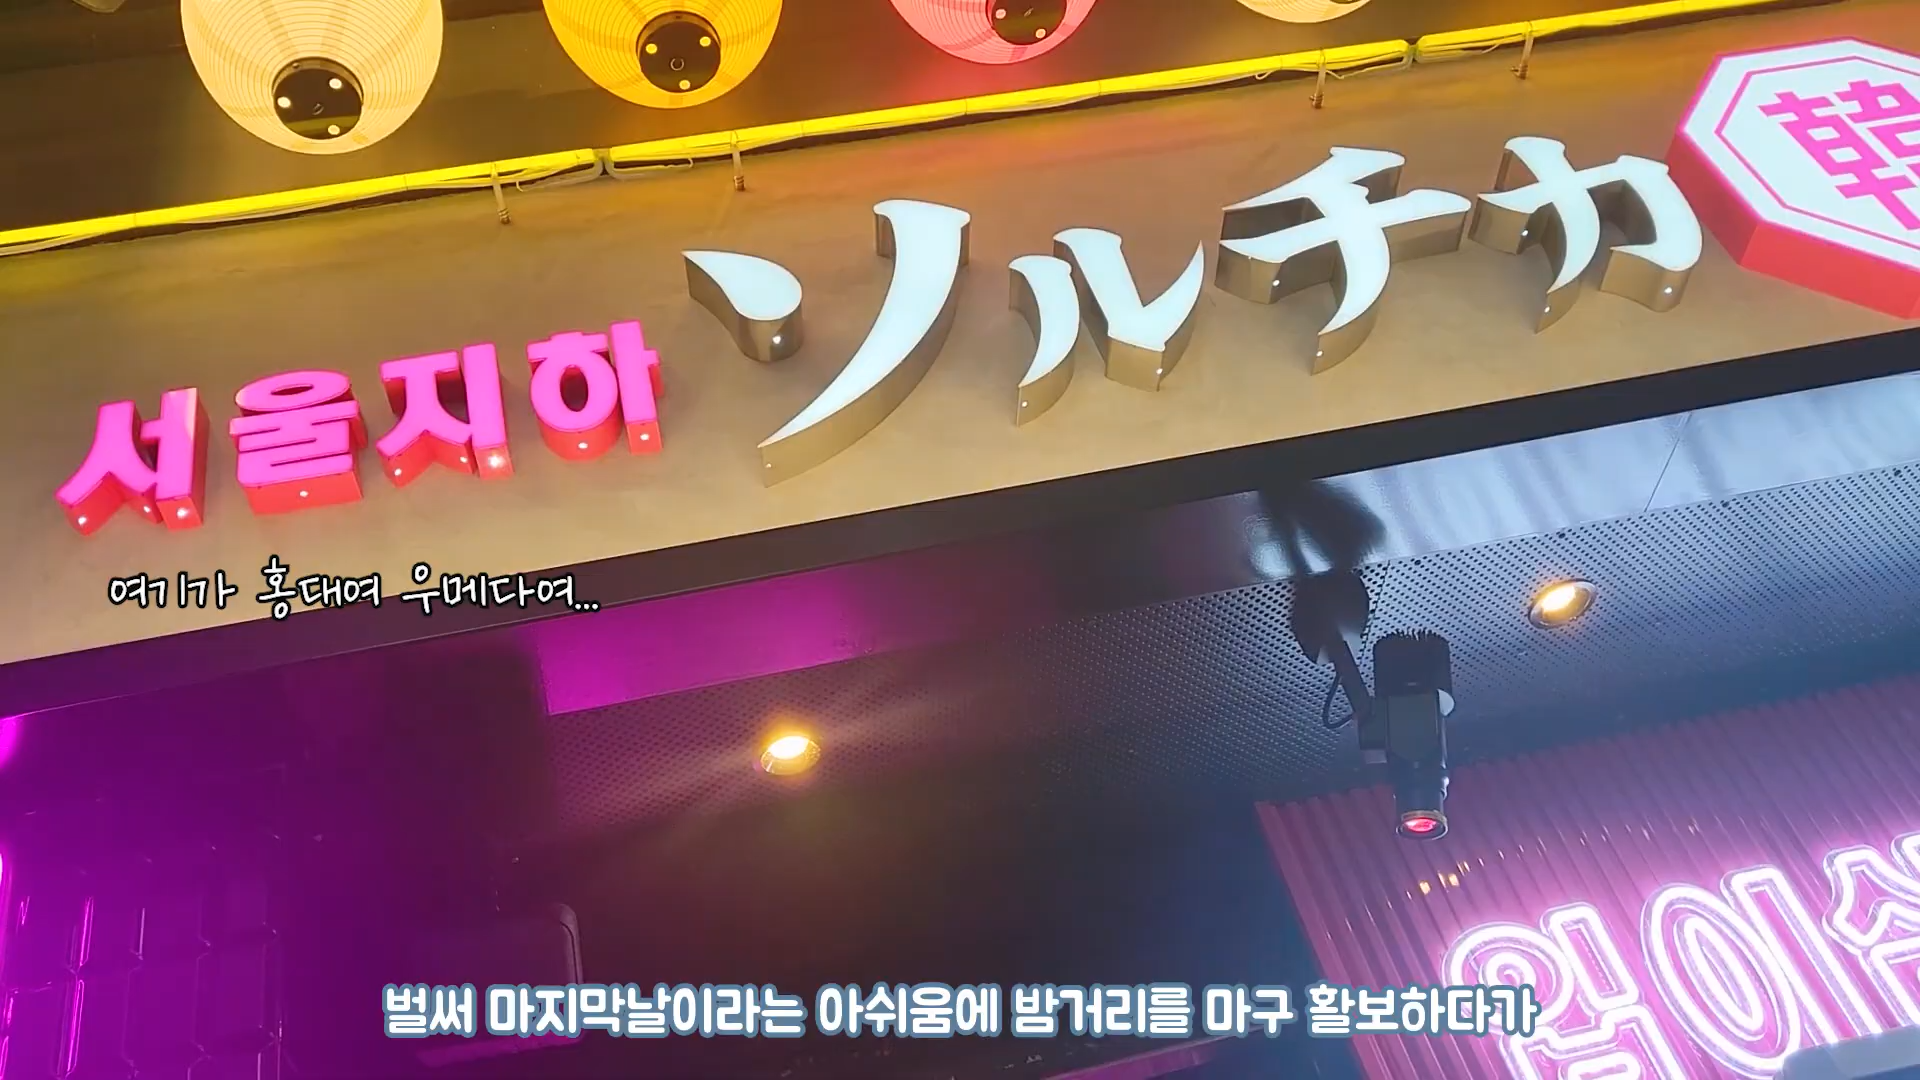 서울지하 ソルチカ 韓
여기가 홍대여 우메다여...
벌써 마지막날이라는 아쉬움에 밤거리를 마구 활보하다가